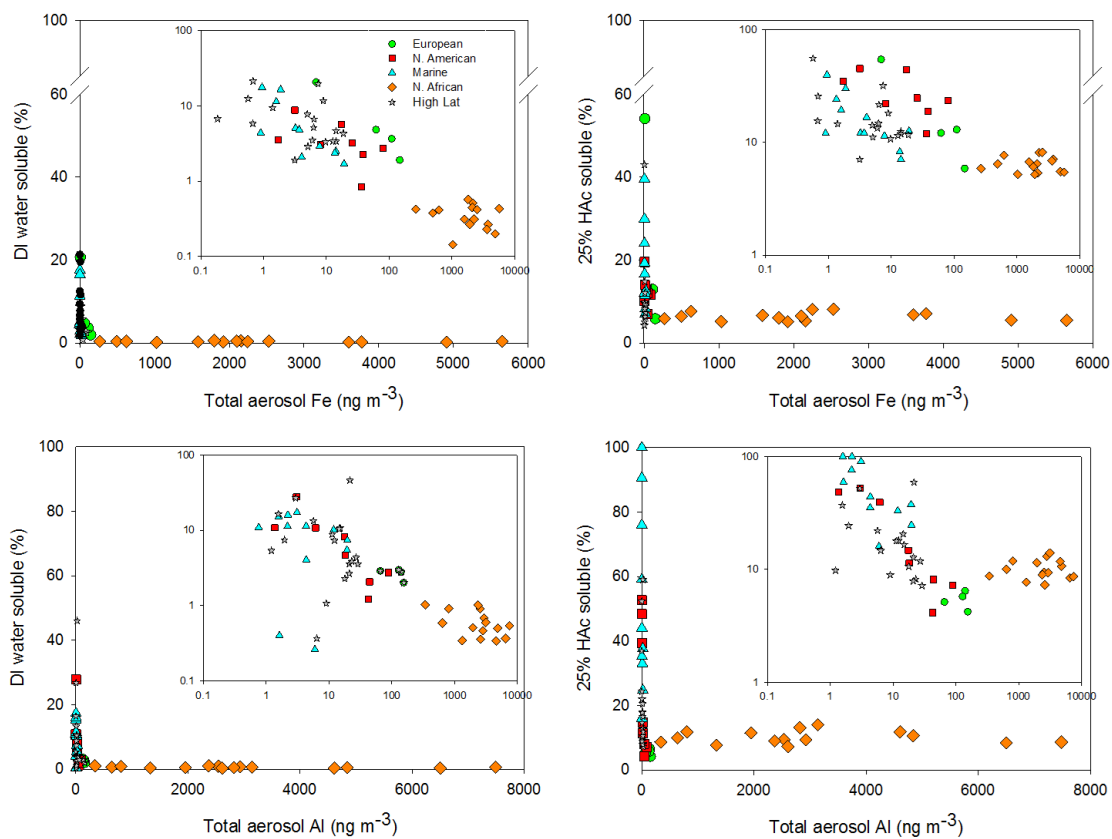 100
60
40
20
0
DI water soluble (%)
0 1000 2000 3000 4000 5000 6000
Total aerosol Fe (ng m⁻³)
100
10
1
0.1
0.1 1 10 100 1000 10000
European
N. American
Marine
N. African
High Lat
100
60
40
20
0
25% HAc soluble (%)
0 1000 2000 3000 4000 5000 6000
Total aerosol Fe (ng m⁻³)
100
10
1
0.1 1 10 100 1000 10000
100
80
60
40
20
0
DI water soluble (%)
0 2000 4000 6000 8000
Total aerosol Al (ng m⁻³)
100
10
1
0.1
0.1 1 10 100 1000 10000
100
80
60
40
20
0
25% HAc soluble (%)
0 2000 4000 6000 8000
Total aerosol Al (ng m⁻³)
100
10
1
0.1 1 10 100 1000 10000